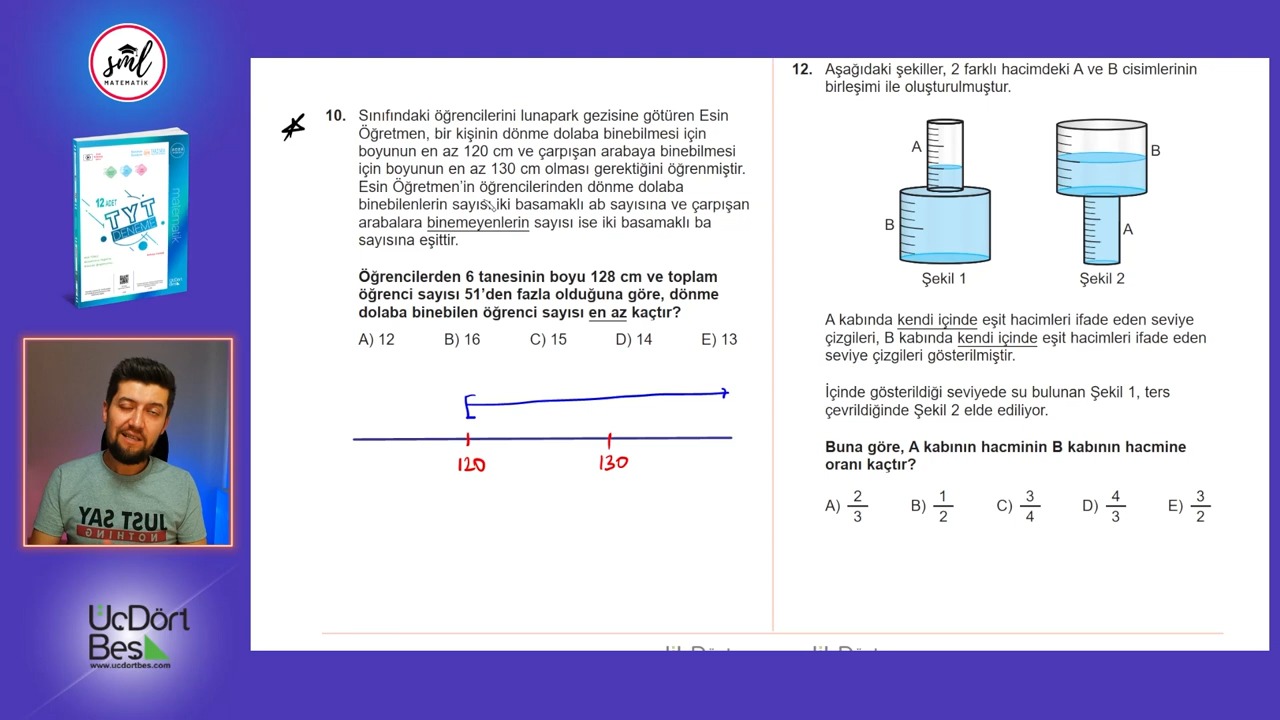 sml
MATEMATİK
12 ADET
TYT
DENEME
matematik
JUST
SAY
NOTHING
ÜçDört
Beş
www.ucdortbes.com
10. Sınıfındaki öğrencilerini lunapark gezisine götüren Esin
Öğretmen, bir kişinin dönme dolaba binebilmesi için
boyunun en az 120 cm ve çarpışan arabaya binebilmesi
için boyunun en az 130 cm olması gerektiğini öğrenmiştir.
Esin Öğretmen'in öğrencilerinden dönme dolaba
binebilenlerin sayısı iki basamaklı ab sayısına ve çarpışan
arabalara binemeyenlerin sayısı ise iki basamaklı ba
sayısına eşittir.
Öğrencilerden 6 tanesinin boyu 128 cm ve toplam
öğrenci sayısı 51'den fazla olduğuna göre, dönme
dolaba binebilen öğrenci sayısı en az kaçtır?
A) 12 B) 16 C) 15 D) 14 E) 13
120 130
12. Aşağıdaki şekiller, 2 farklı hacimdeki A ve B cisimlerinin
birleşimi ile oluşturulmuştur.
A
B
Şekil 1
B
A
Şekil 2
A kabında kendi içinde eşit hacimleri ifade eden seviye
çizgileri, B kabında kendi içinde eşit hacimleri ifade eden
seviye çizgileri gösterilmiştir.
İçinde gösterildiği seviyede su bulunan Şekil 1, ters
çevrildiğinde Şekil 2 elde ediliyor.
Buna göre, A kabının hacminin B kabının hacmine
oranı kaçtır?
A) 2/3 B) 1/2 C) 3/4 D) 4/3 E) 3/2